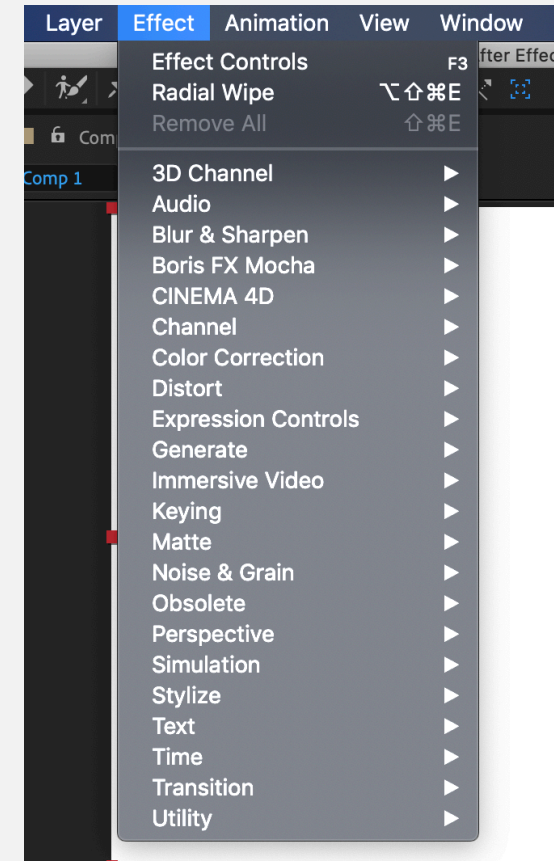 Layer Effect Animation View Window
Effect Controls F3
fter Effec
Radial Wipe ⌥⇧⌘E
Remove All ⇧⌘E
Com
Comp 1
3D Channel ▶
Audio ▶
Blur & Sharpen ▶
Boris FX Mocha ▶
CINEMA 4D ▶
Channel ▶
Color Correction ▶
Distort ▶
Expression Controls ▶
Generate ▶
Immersive Video ▶
Keying ▶
Matte ▶
Noise & Grain ▶
Obsolete ▶
Perspective ▶
Simulation ▶
Stylize ▶
Text ▶
Time ▶
Transition ▶
Utility ▶